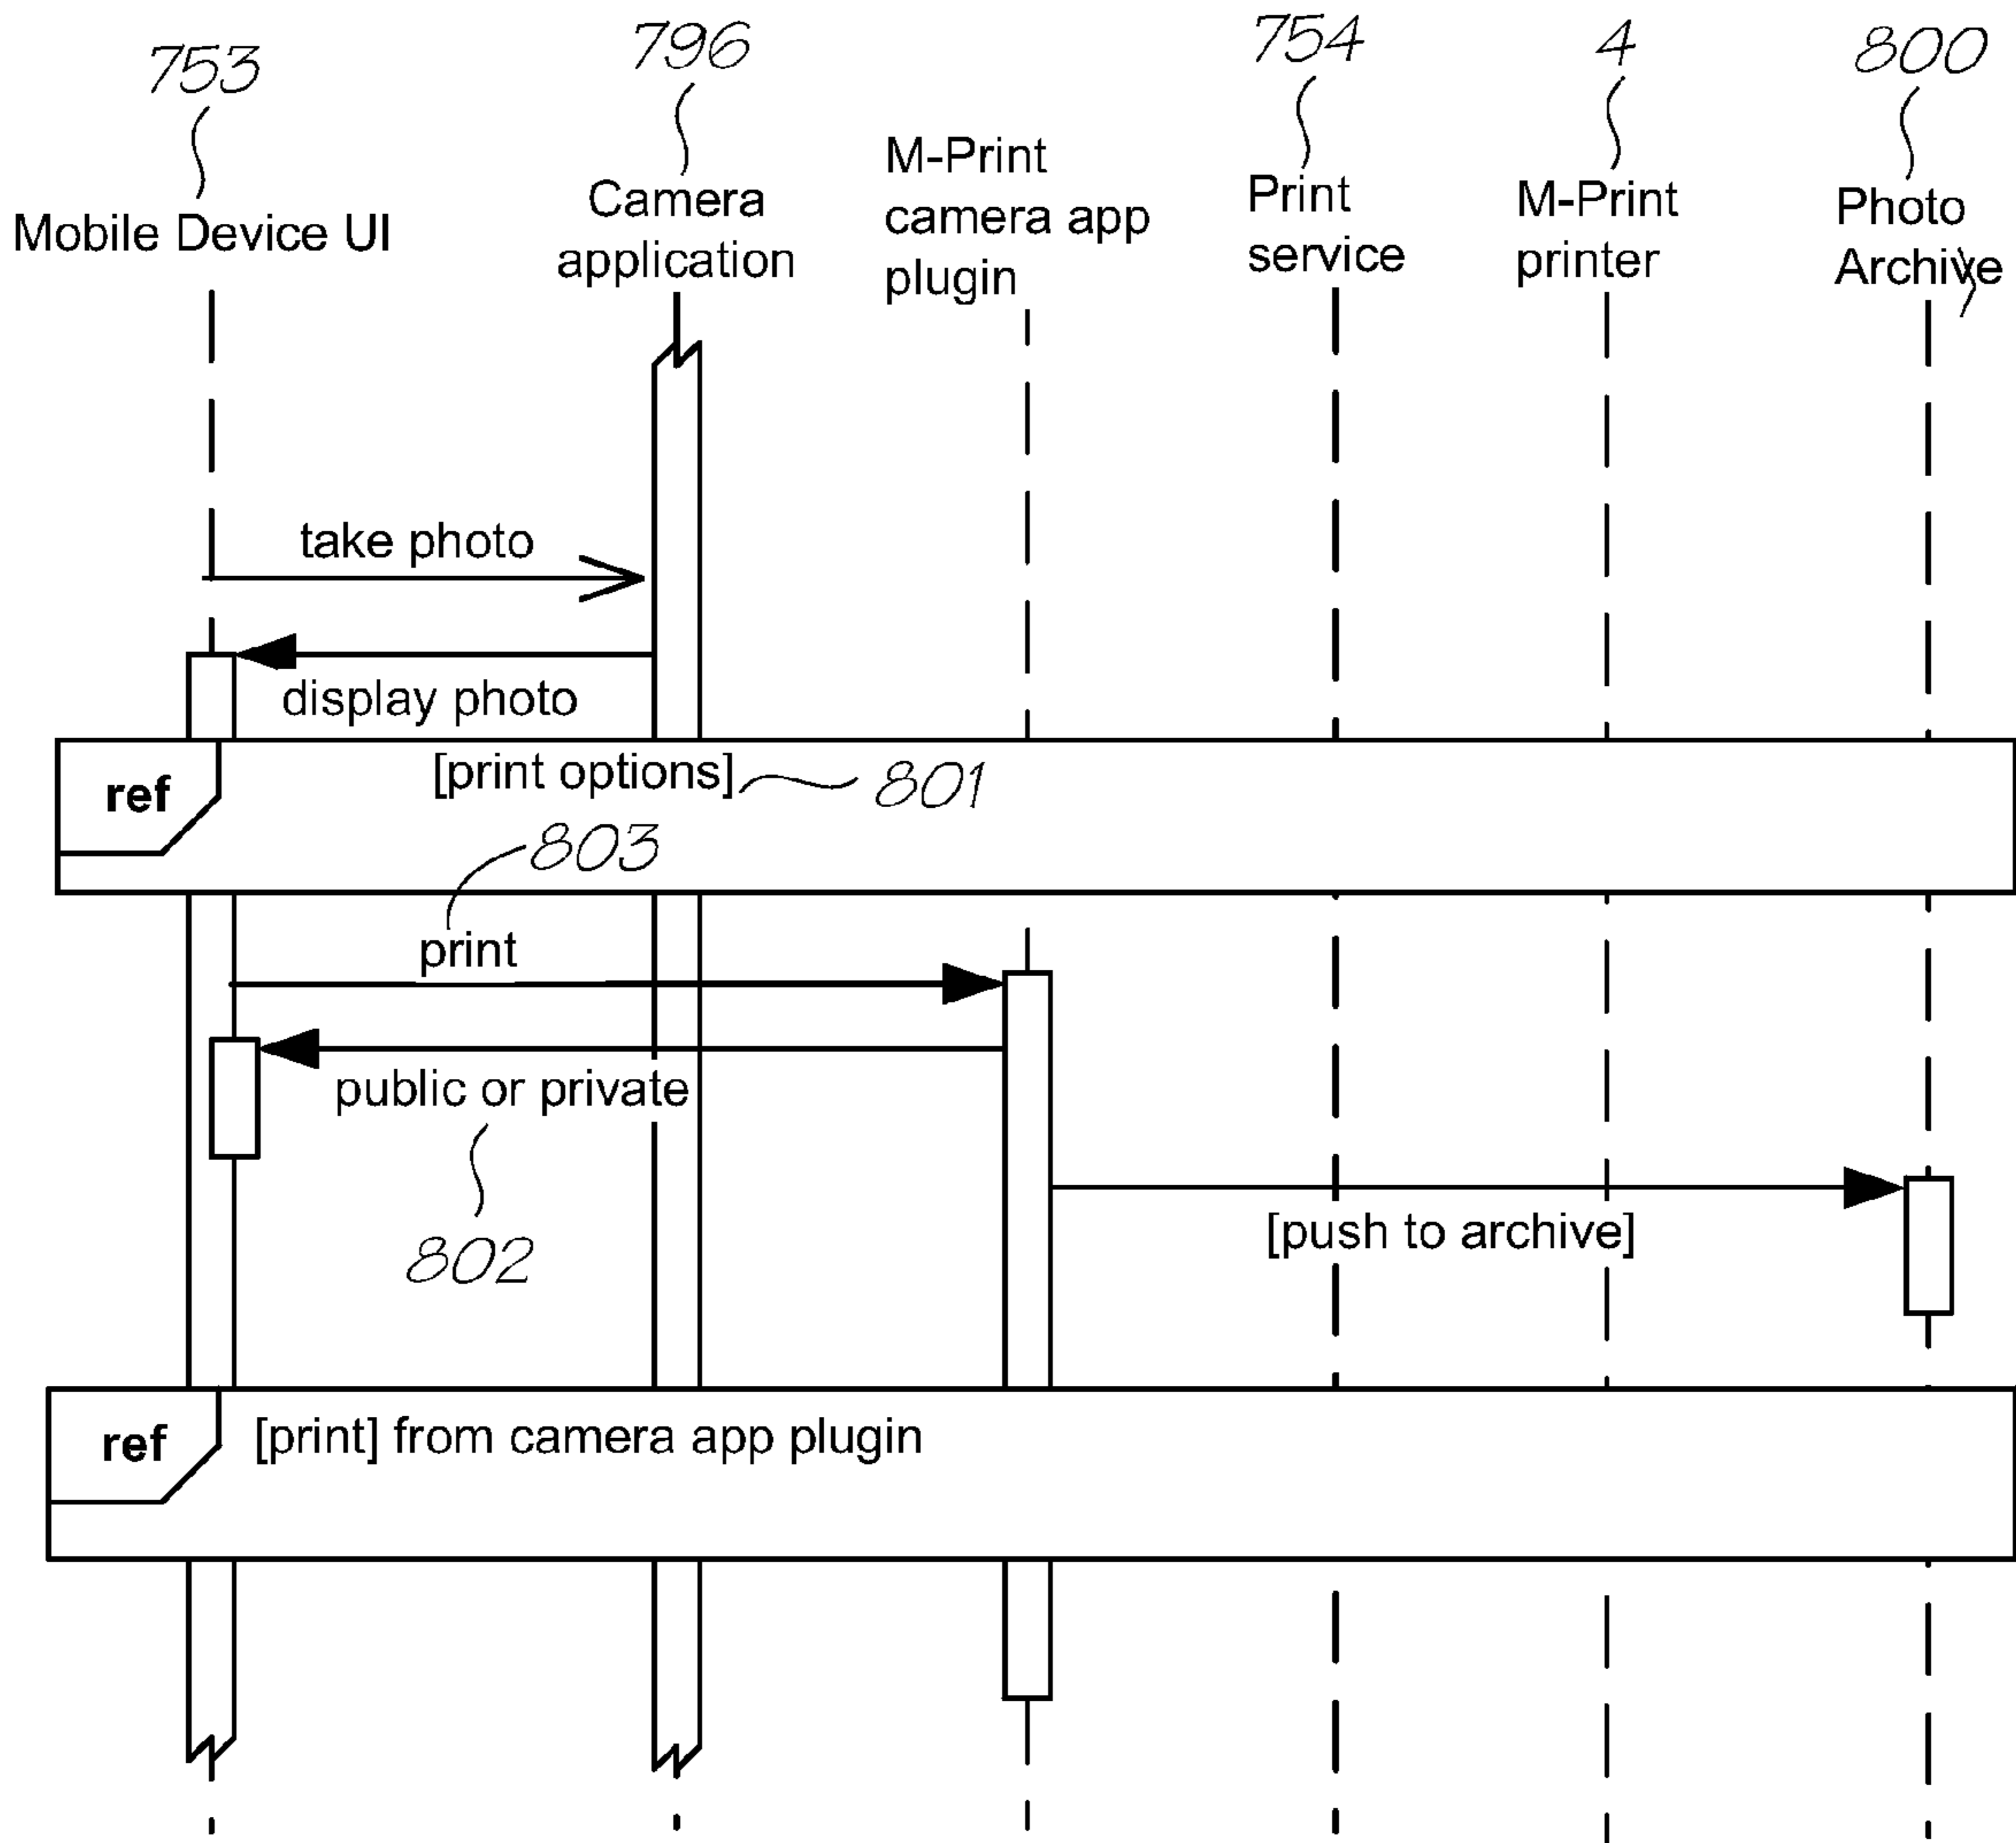 753
796
754
4
800
Mobile Device UI
Camera
application
M-Print
camera app
plugin
Print
service
M-Print
printer
Photo
Archive
take photo
display photo
ref
[print options]
801
803
print
public or private
802
[push to archive]
ref
[print] from camera app plugin